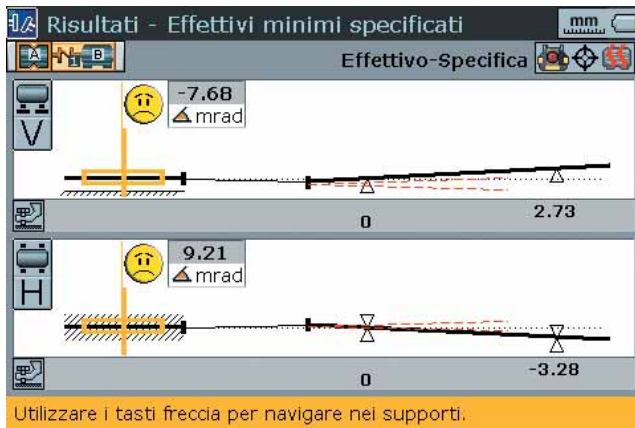 Risultati - Effettivi minimi specificati
mm
A B
Effettivo-Specifica
-7.68
mrad
V
0 2.73
9.21
mrad
H
0 -3.28
Utilizzare i tasti freccia per navigare nei supporti.